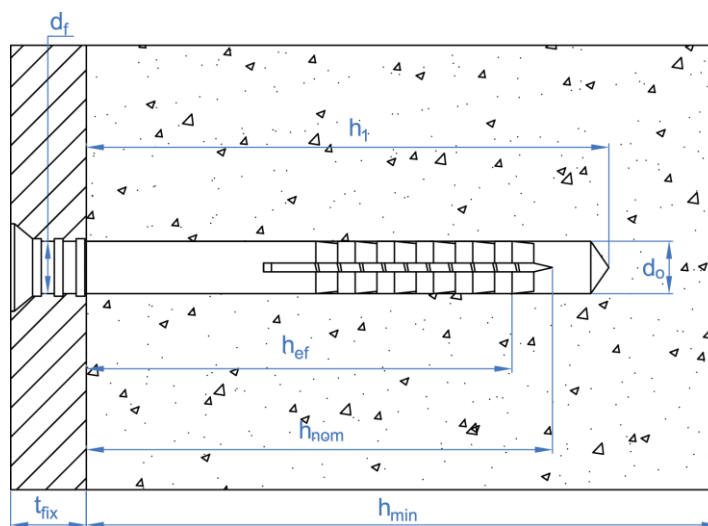 d_f
h_1
d_o
h_ef
h_nom
t_fix
h_min